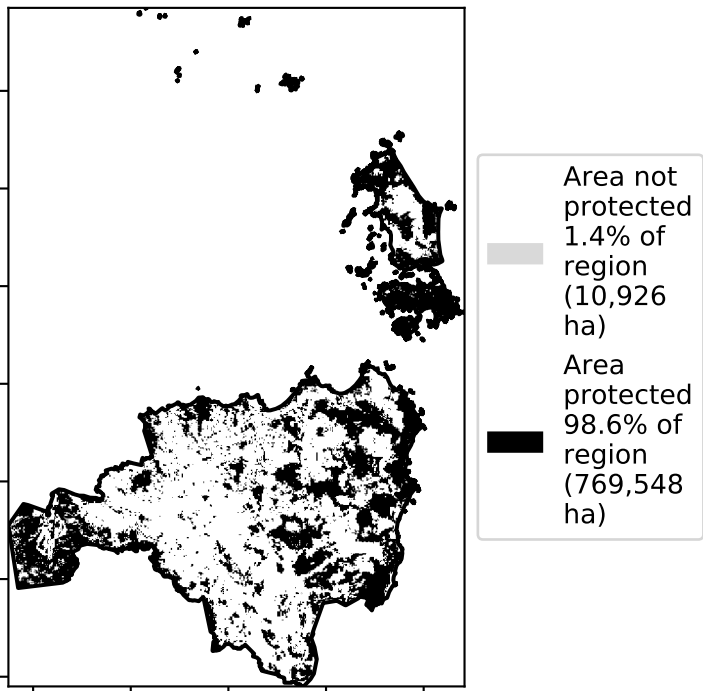 Area not
protected
1.4% of
region
(10,926
ha)
Area
protected
98.6% of
region
(769,548
ha)